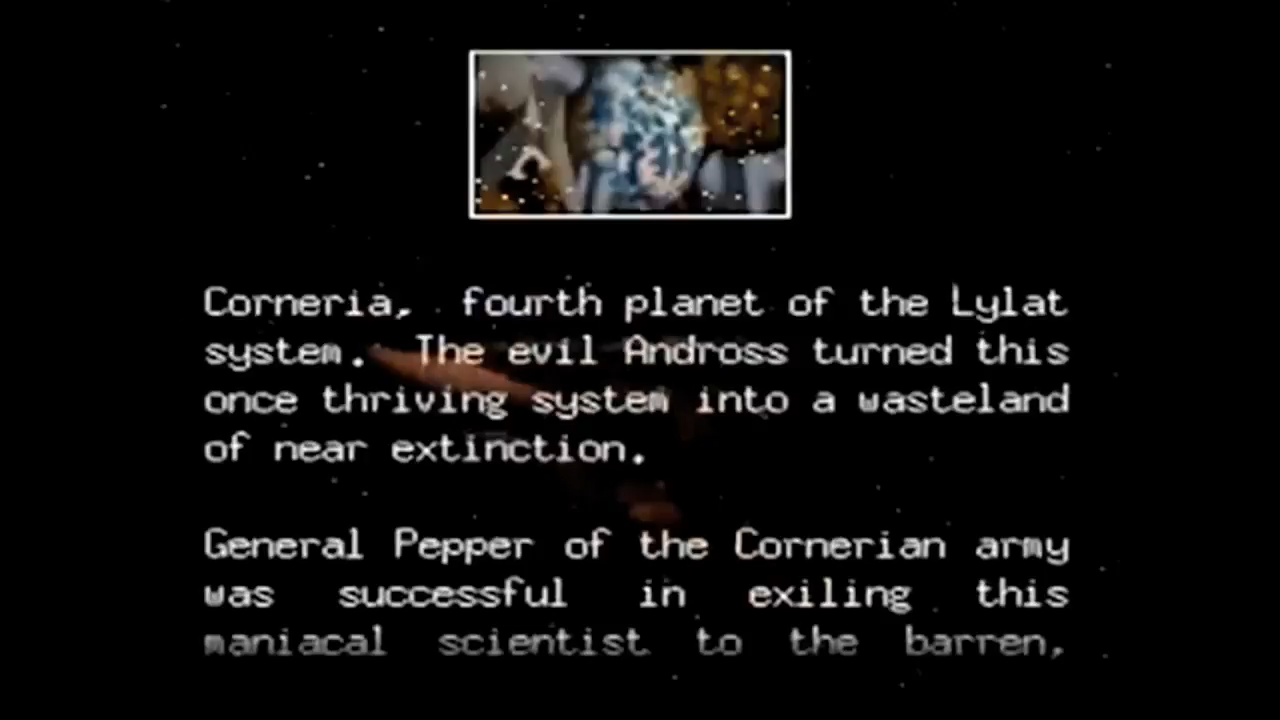 Corneria, fourth planet of the Lylat
system. The evil Andross turned this
once thriving system into a wasteland
of near extinction.
General Pepper of the Cornerian army
was successful in exiling this
maniacal scientist to the barren,